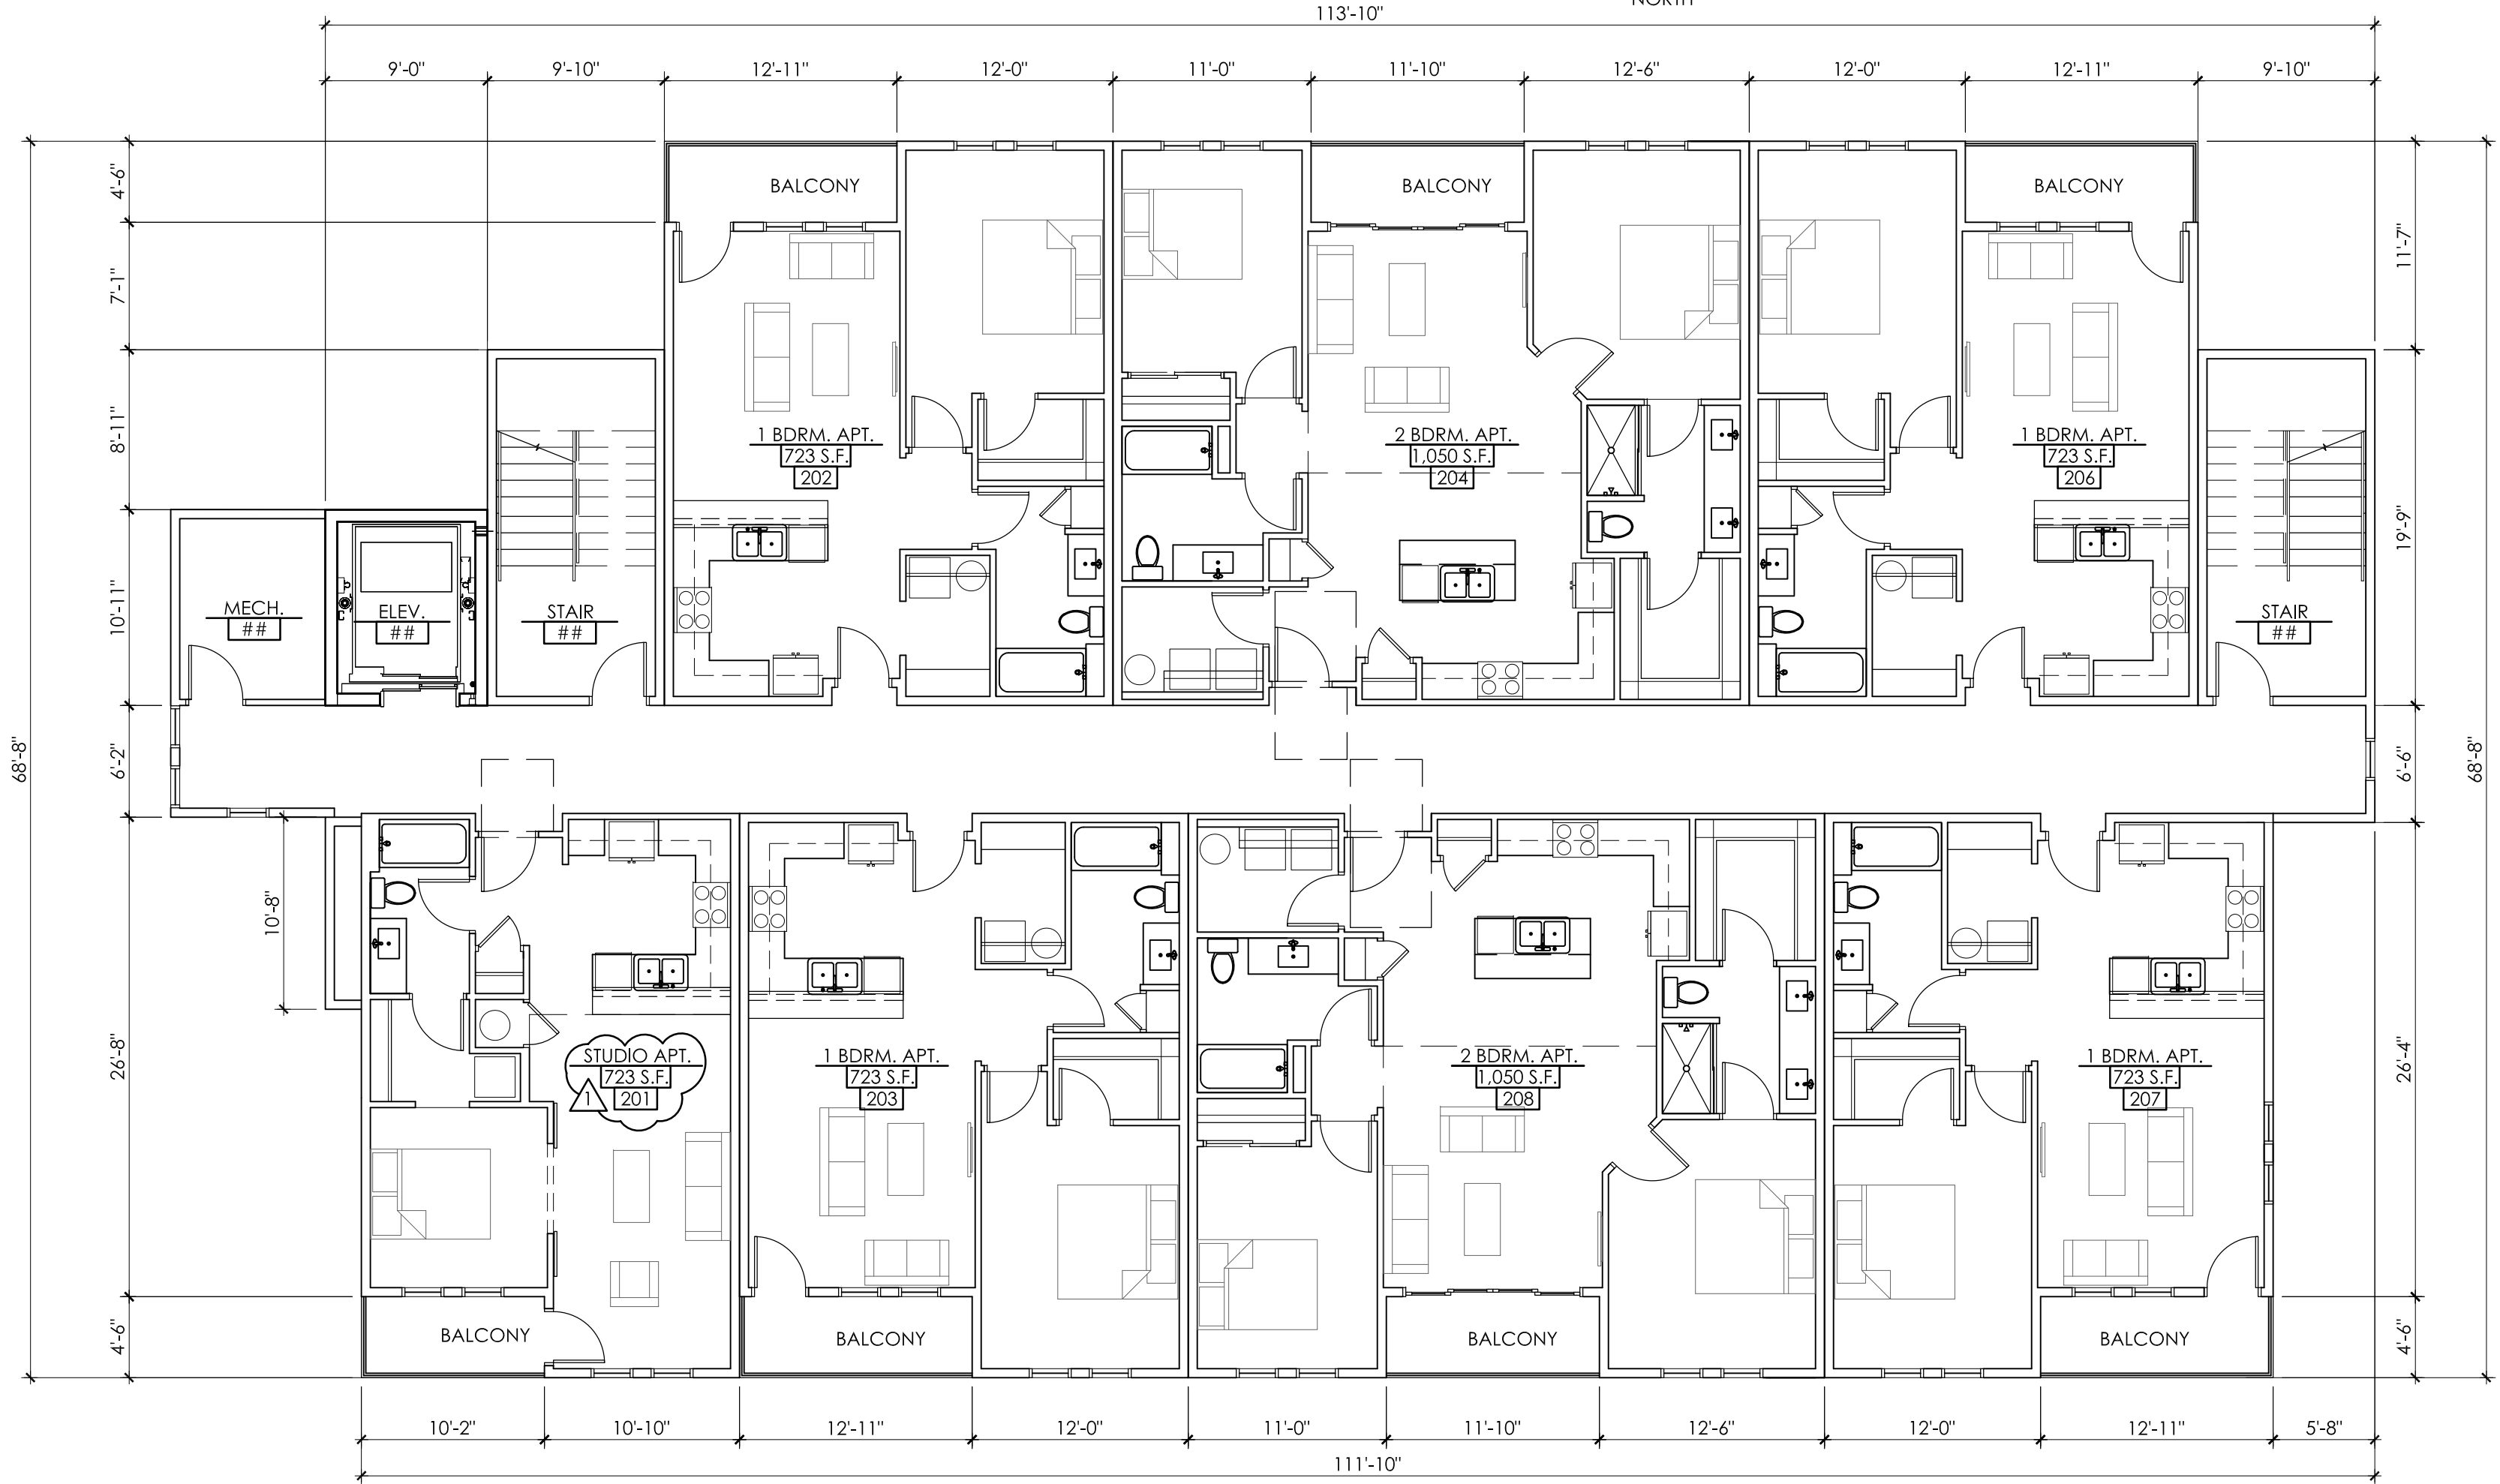 NORTH
113'-10"
9'-0"
9'-10"
12'-11"
12'-0"
11'-0"
11'-10"
12'-6"
12'-0"
12'-11"
9'-10"
68'-8"
4'-6"
7'-1"
8'-11"
10'-11"
6'-2"
26'-8"
4'-6"
10'-8"
BALCONY
BALCONY
BALCONY
1 BDRM. APT.
723 S.F.
202
2 BDRM. APT.
1,050 S.F.
204
1 BDRM. APT.
723 S.F.
206
MECH.
##
ELEV.
##
STAIR
##
STAIR
##
11'-7"
19'-9"
6'-6"
26'-4"
4'-6"
68'-8"
STUDIO APT.
723 S.F.
201
1
1 BDRM. APT.
723 S.F.
203
2 BDRM. APT.
1,050 S.F.
208
1 BDRM. APT.
723 S.F.
207
BALCONY
BALCONY
BALCONY
BALCONY
10'-2"
10'-10"
12'-11"
12'-0"
11'-0"
11'-10"
12'-6"
12'-0"
12'-11"
5'-8"
111'-10"